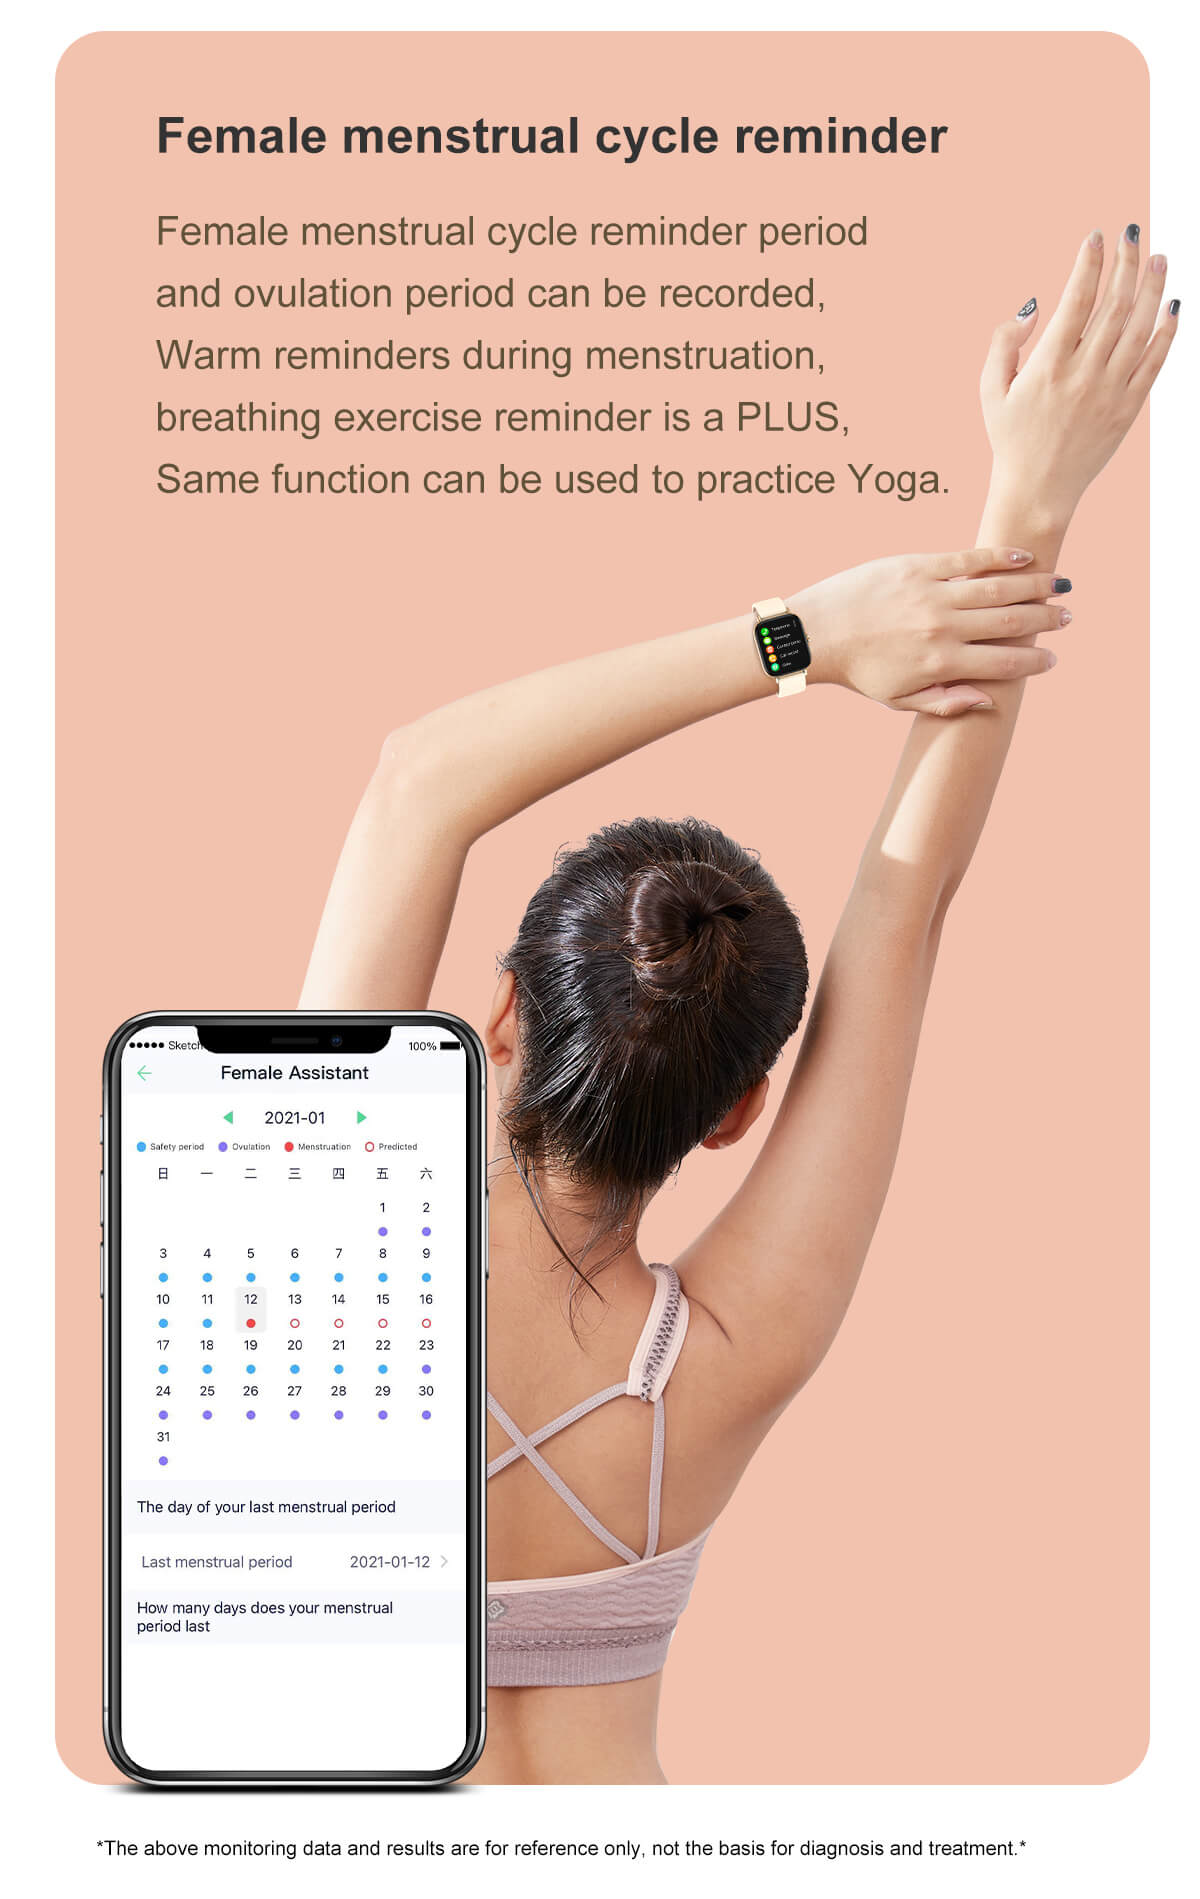 Female menstrual cycle reminder
Female menstrual cycle reminder period
and ovulation period can be recorded,
Warm reminders during menstruation,
breathing exercise reminder is a PLUS,
Same function can be used to practice Yoga.
Message
Sketch 100%
Female Assistant
2021-01
Safety period Ovulation Menstruation Predicted
日 一 二 三 四 五 六
1 2
3 4 5 6 7 8 9
10 11 12 13 14 15 16
17 18 19 20 21 22 23
24 25 26 27 28 29 30
31
The day of your last menstrual period
Last menstrual period 2021-01-12
How many days does your menstrual
period last
*The above monitoring data and results are for reference only, not the basis for diagnosis and treatment.*